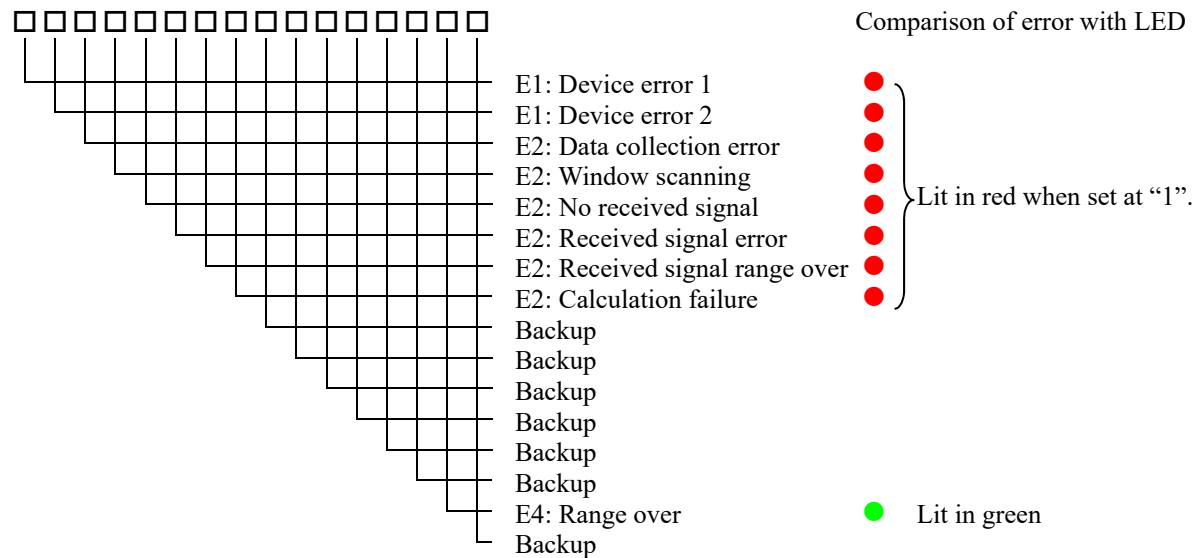 Comparison of error with LED
E1: Device error 1
E1: Device error 2
E2: Data collection error
E2: Window scanning
E2: No received signal
Lit in red when set at “1”.
E2: Received signal error
E2: Received signal range over
E2: Calculation failure
Backup
Backup
Backup
Backup
Backup
Backup
E4: Range over
Lit in green
Backup